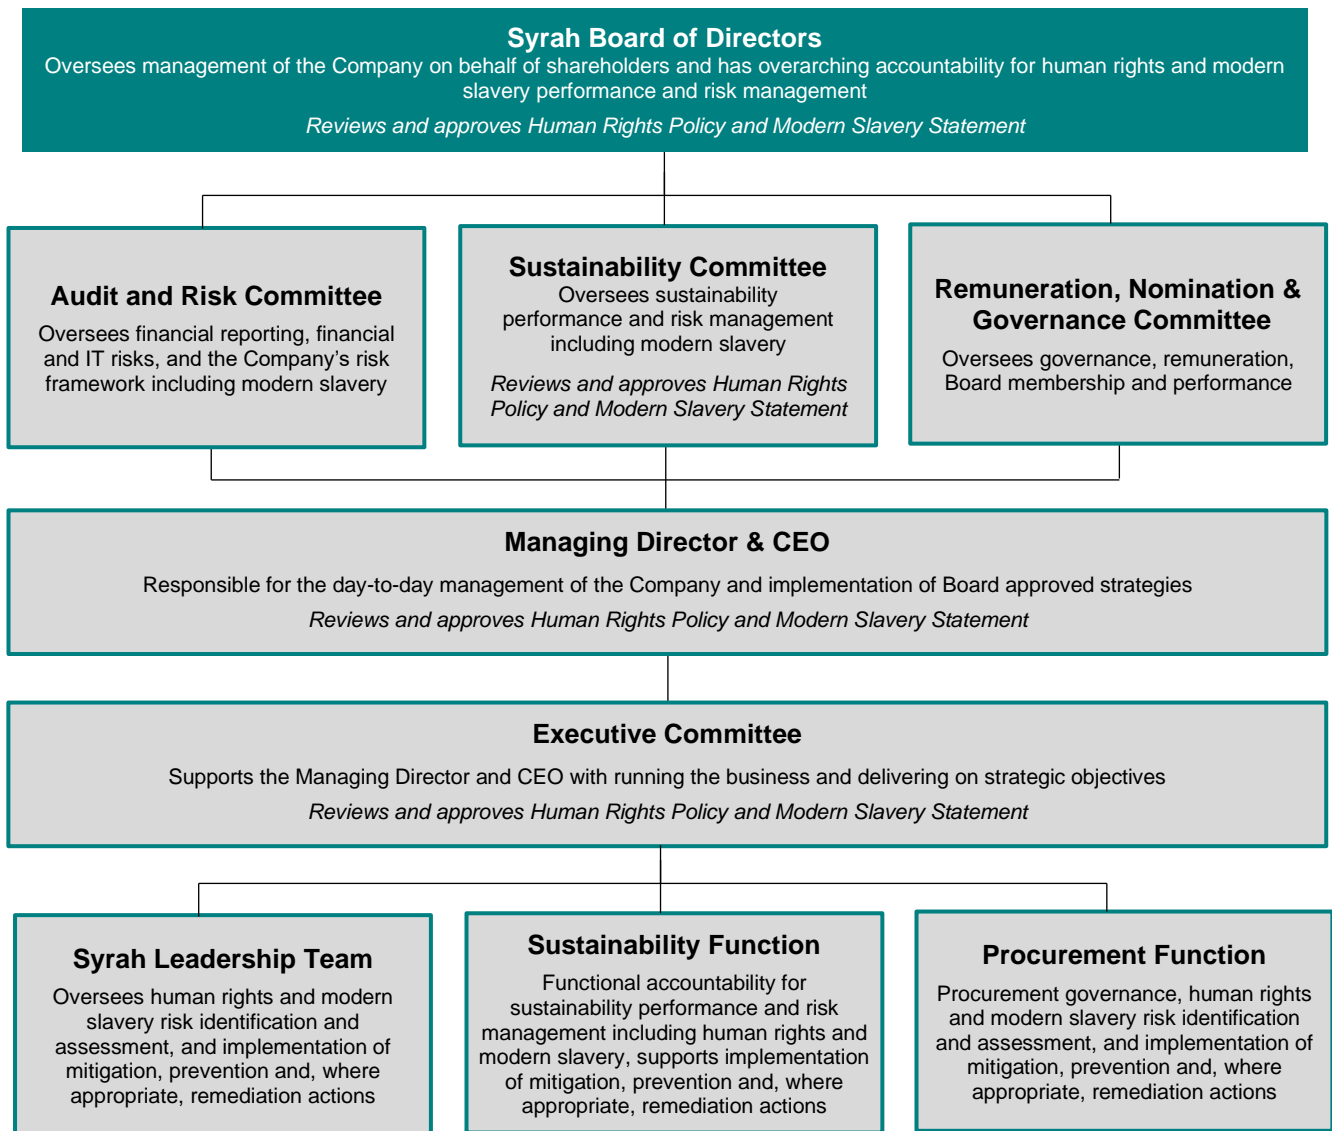 Syrah Board of Directors
Oversees management of the Company on behalf of shareholders and has overarching accountability for human rights and modern
slavery performance and risk management
Reviews and approves Human Rights Policy and Modern Slavery Statement
Audit and Risk Committee
Oversees financial reporting, financial
and IT risks, and the Company's risk
framework including modern slavery
Sustainability Committee
Oversees sustainability
performance and risk management
including modern slavery
Reviews and approves Human Rights
Policy and Modern Slavery Statement
Remuneration, Nomination &
Governance Committee
Oversees governance, remuneration,
Board membership and performance
Managing Director & CEO
Responsible for the day-to-day management of the Company and implementation of Board approved strategies
Reviews and approves Human Rights Policy and Modern Slavery Statement
Executive Committee
Supports the Managing Director and CEO with running the business and delivering on strategic objectives
Reviews and approves Human Rights Policy and Modern Slavery Statement
Syrah Leadership Team
Oversees human rights and modern
slavery risk identification and
assessment, and implementation of
mitigation, prevention and, where
appropriate, remediation actions
Sustainability Function
Functional accountability for
sustainability performance and risk
management including human rights and
modern slavery, supports implementation
of mitigation, prevention and, where
appropriate, remediation actions
Procurement Function
Procurement governance, human rights
and modern slavery risk identification
and assessment, and implementation of
mitigation, prevention and, where
appropriate, remediation actions